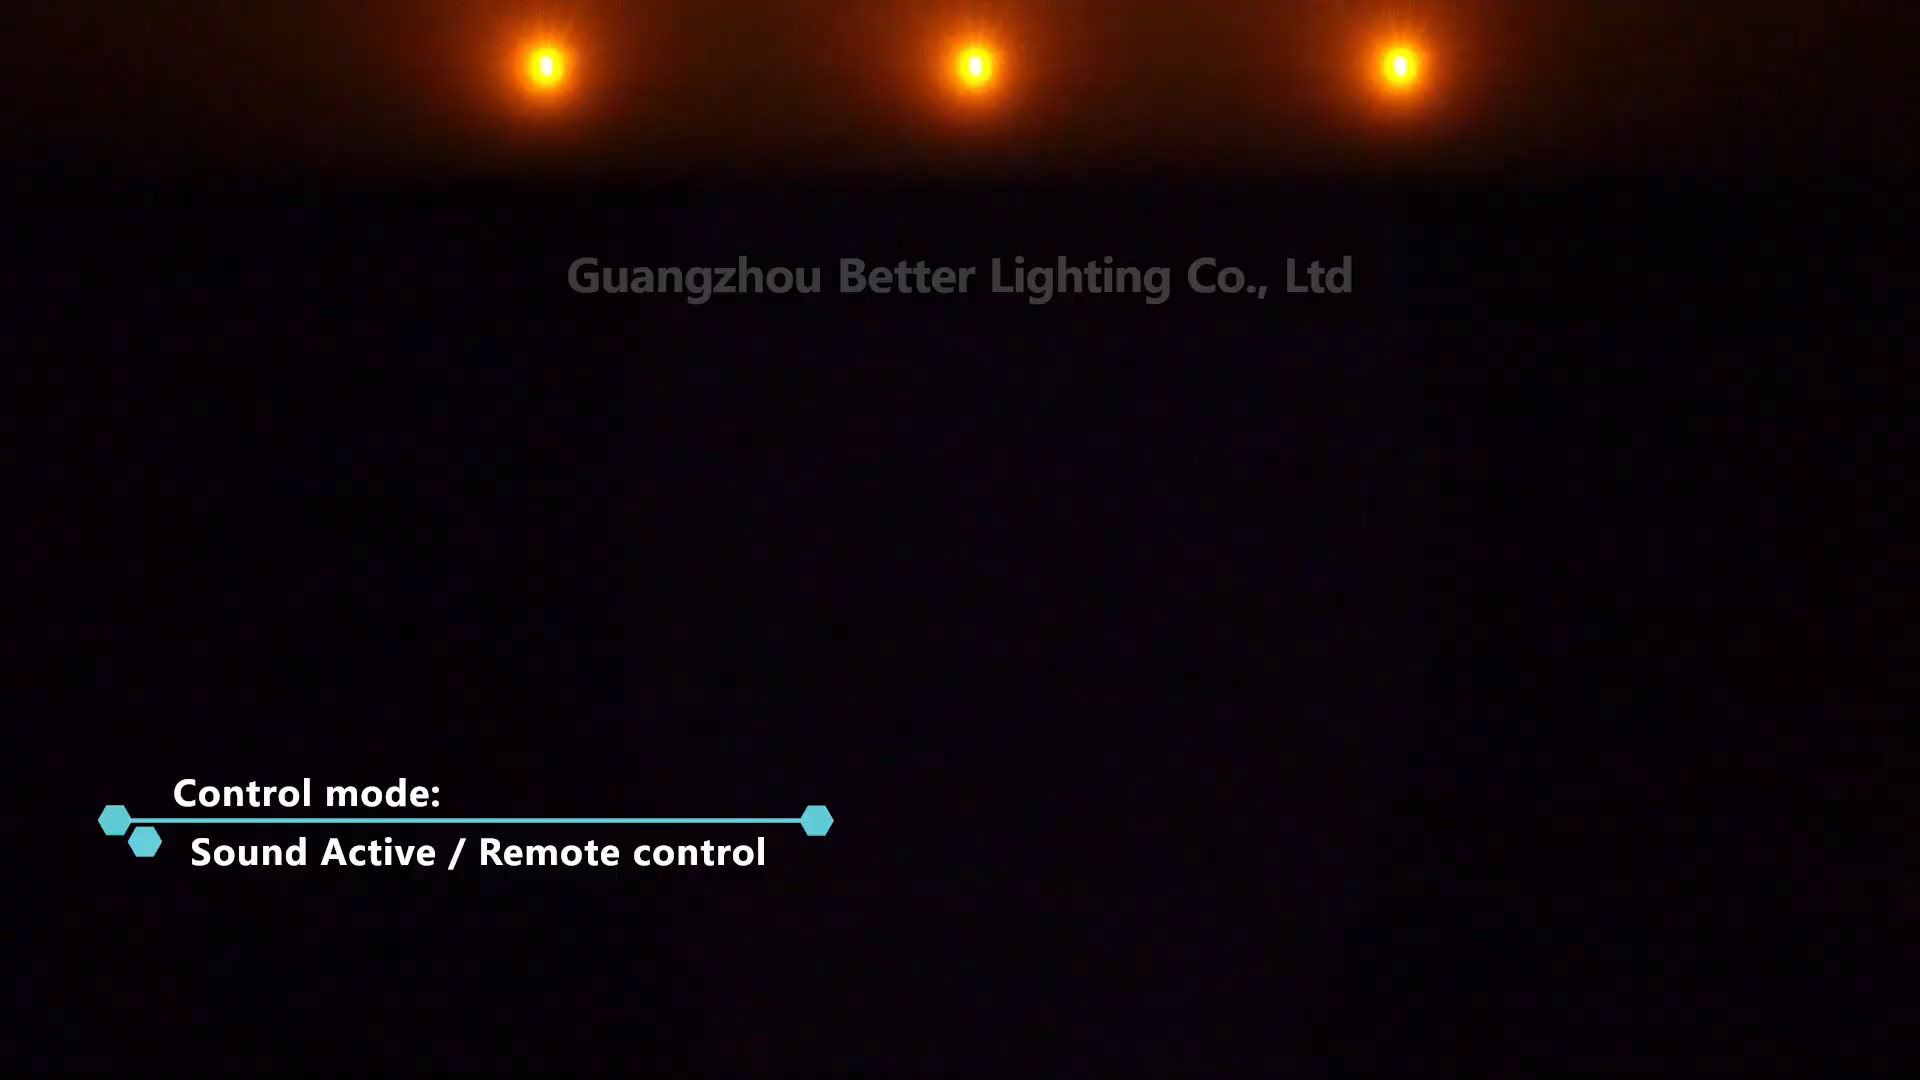 Guangzhou Better Lighting Co., Ltd
Control mode:
Sound Active / Remote control